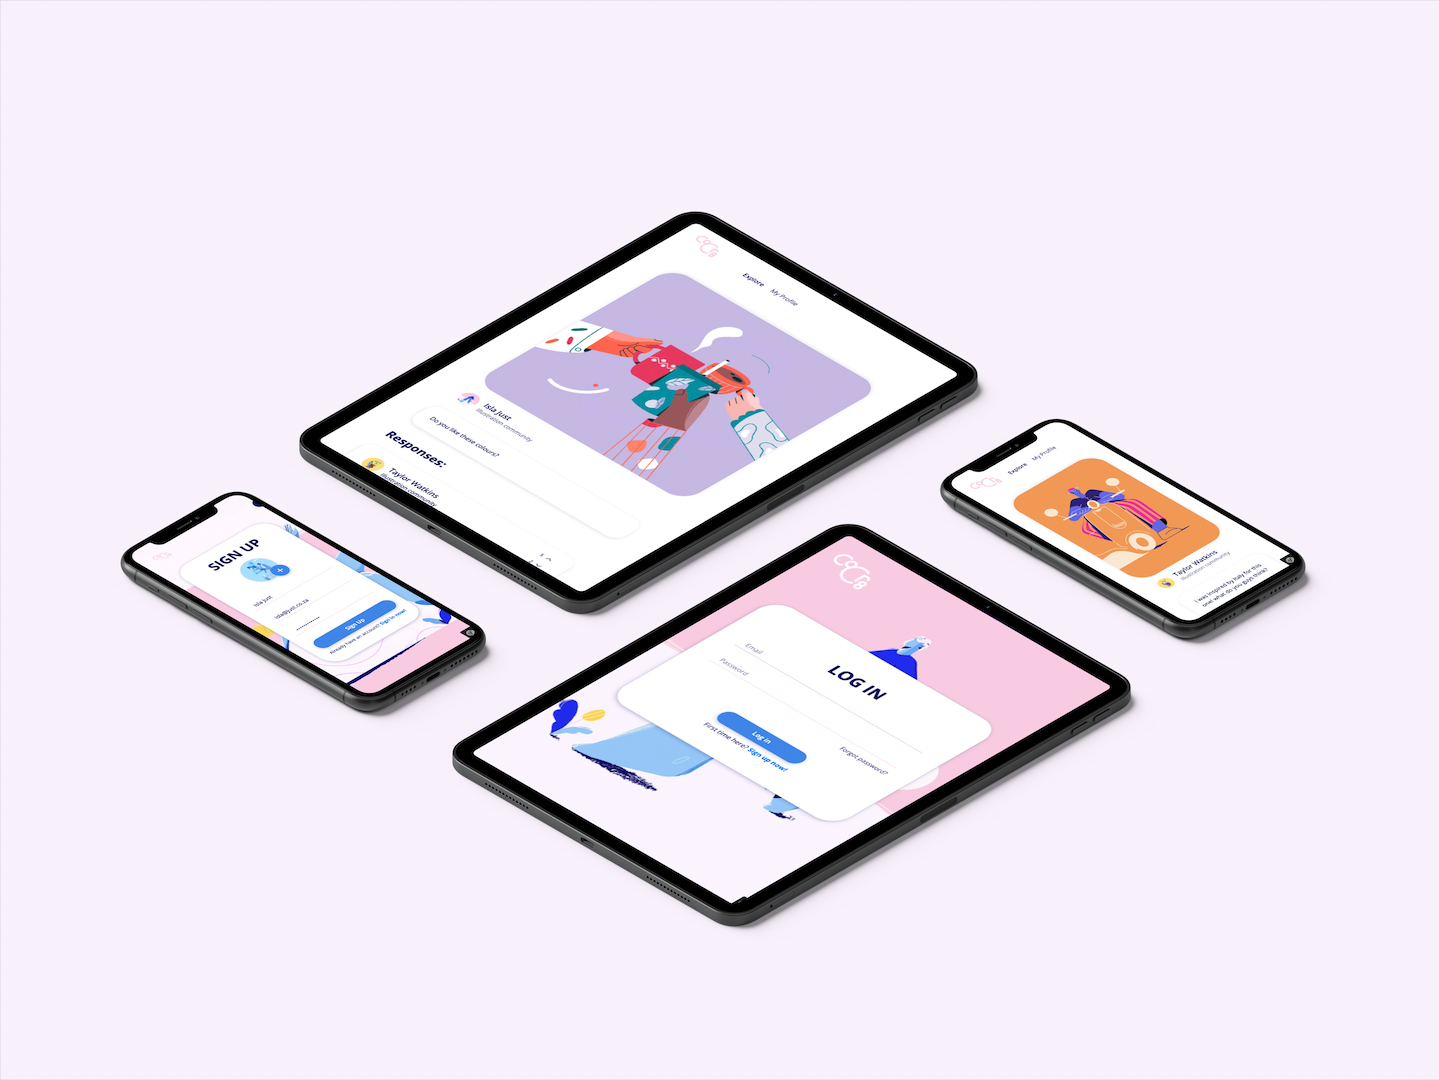 CoCre
Explore
My Profile
isla just
Illustration community
Do you like these colours?
Responses:
Taylor Watkins
Illustration community
SIGN UP
Isla Just
isla@just.co.za
••••••••••
Sign Up
Already have an account? Sign in now!
CoCre
LOG IN
Email
Password
Log in
First time here? Sign up now!
Forgot password?
CoCre
Explore
My Profile
Taylor Watkins
Illustration community
I was inspired by Italy for this
one! what do you guys think?